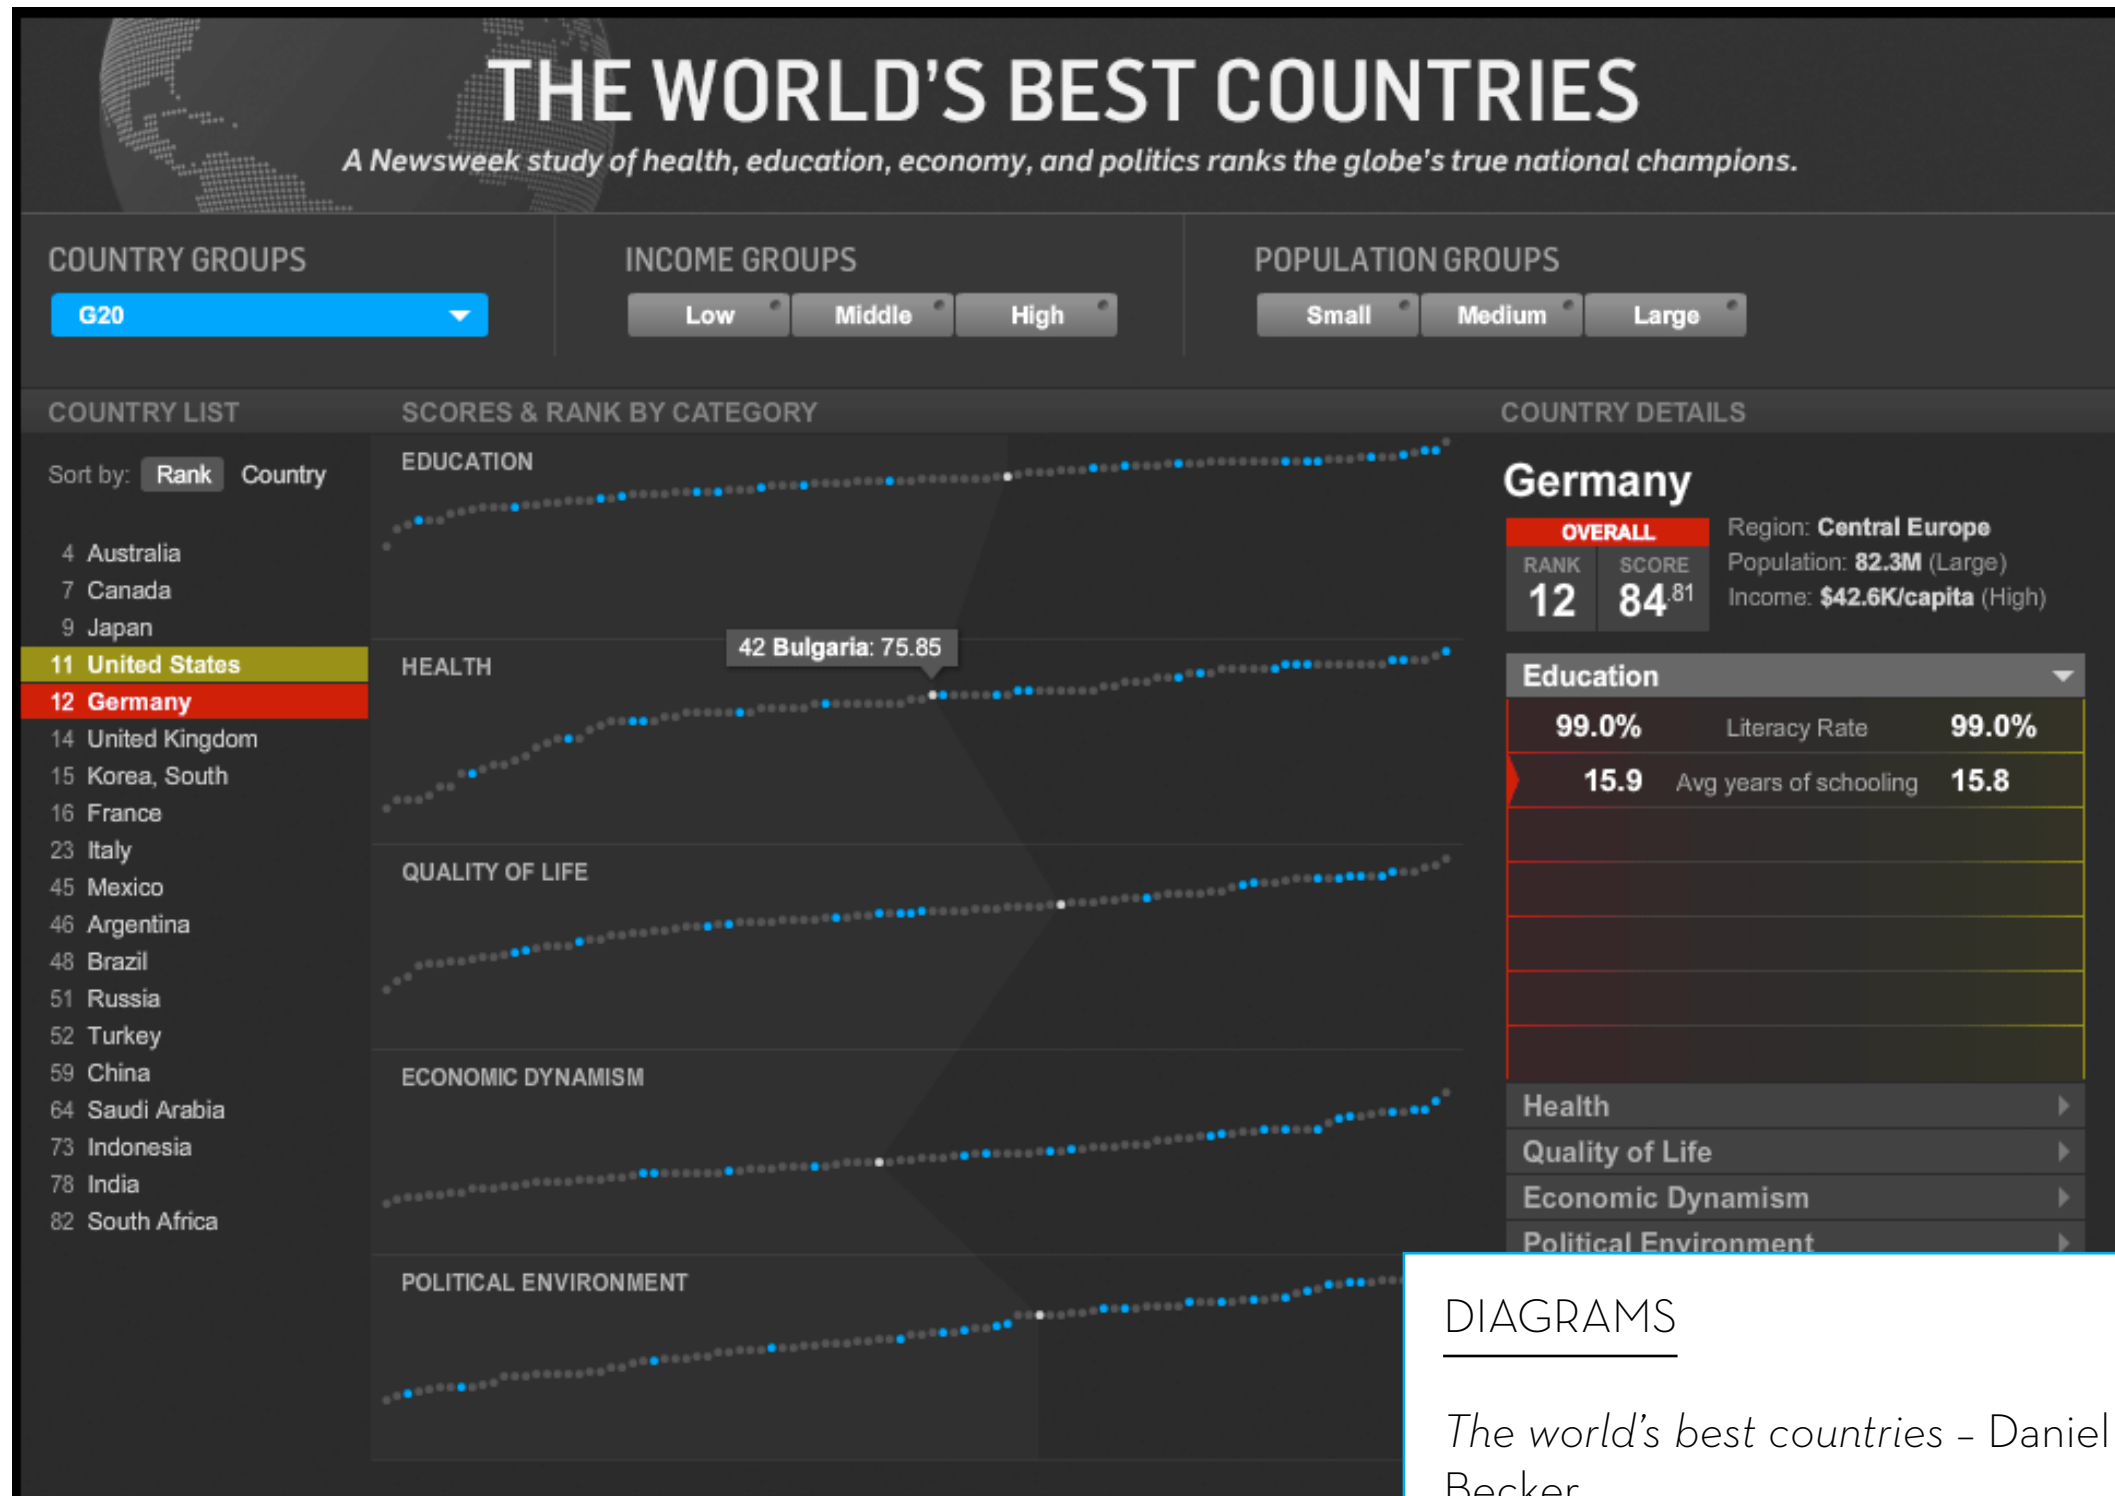 THE WORLD'S BEST COUNTRIES
A Newsweek study of health, education, economy, and politics ranks the globe's true national champions.
COUNTRY GROUPS
G20
INCOME GROUPS
Low Middle High
POPULATION GROUPS
Small Medium Large
COUNTRY LIST
Sort by: Rank Country
4 Australia
7 Canada
9 Japan
11 United States
12 Germany
14 United Kingdom
15 Korea, South
16 France
23 Italy
45 Mexico
46 Argentina
48 Brazil
51 Russia
52 Turkey
59 China
64 Saudi Arabia
73 Indonesia
78 India
82 South Africa
SCORES & RANK BY CATEGORY
EDUCATION
42 Bulgaria: 75.85
HEALTH
QUALITY OF LIFE
ECONOMIC DYNAMISM
POLITICAL ENVIRONMENT
COUNTRY DETAILS
Germany
OVERALL
RANK SCORE
12 84.81
Region: Central Europe
Population: 82.3M (Large)
Income: $42.6K/capita (High)
Education
99.0% Literacy Rate 99.0%
15.9 Avg years of schooling 15.8
Health
Quality of Life
Economic Dynamism
Political Environment
DIAGRAMS
The world's best countries – Daniel
Becker